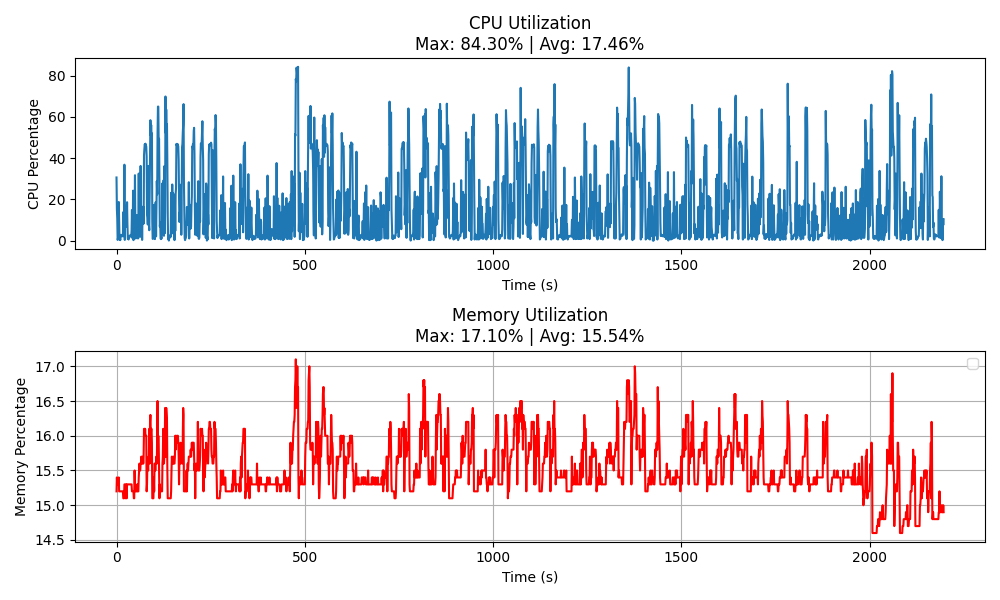 CPU Utilization
Max: 84.30% | Avg: 17.46%
80
60
40
20
0
CPU Percentage
0 500 1000 1500 2000
Time (s)
Memory Utilization
Max: 17.10% | Avg: 15.54%
17.0
16.5
16.0
15.5
15.0
14.5
Memory Percentage
0 500 1000 1500 2000
Time (s)